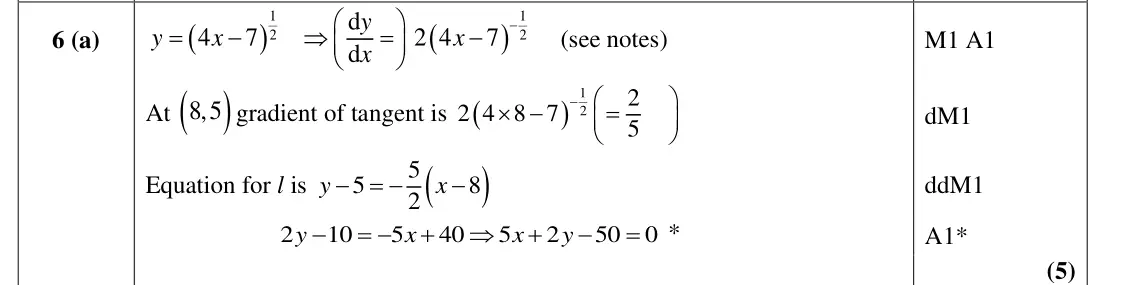 6 (a) y = (4x − 7)^{1/2} ⇒ (dy/dx =) 2(4x − 7)^{−1/2} (see notes) M1 A1
At (8,5) gradient of tangent is 2(4×8−7)^{−1/2} (= 2/5) dM1
Equation for l is y − 5 = −5/2 (x − 8) ddM1
2y − 10 = −5x + 40 ⇒ 5x + 2y − 50 = 0 * A1*
(5)